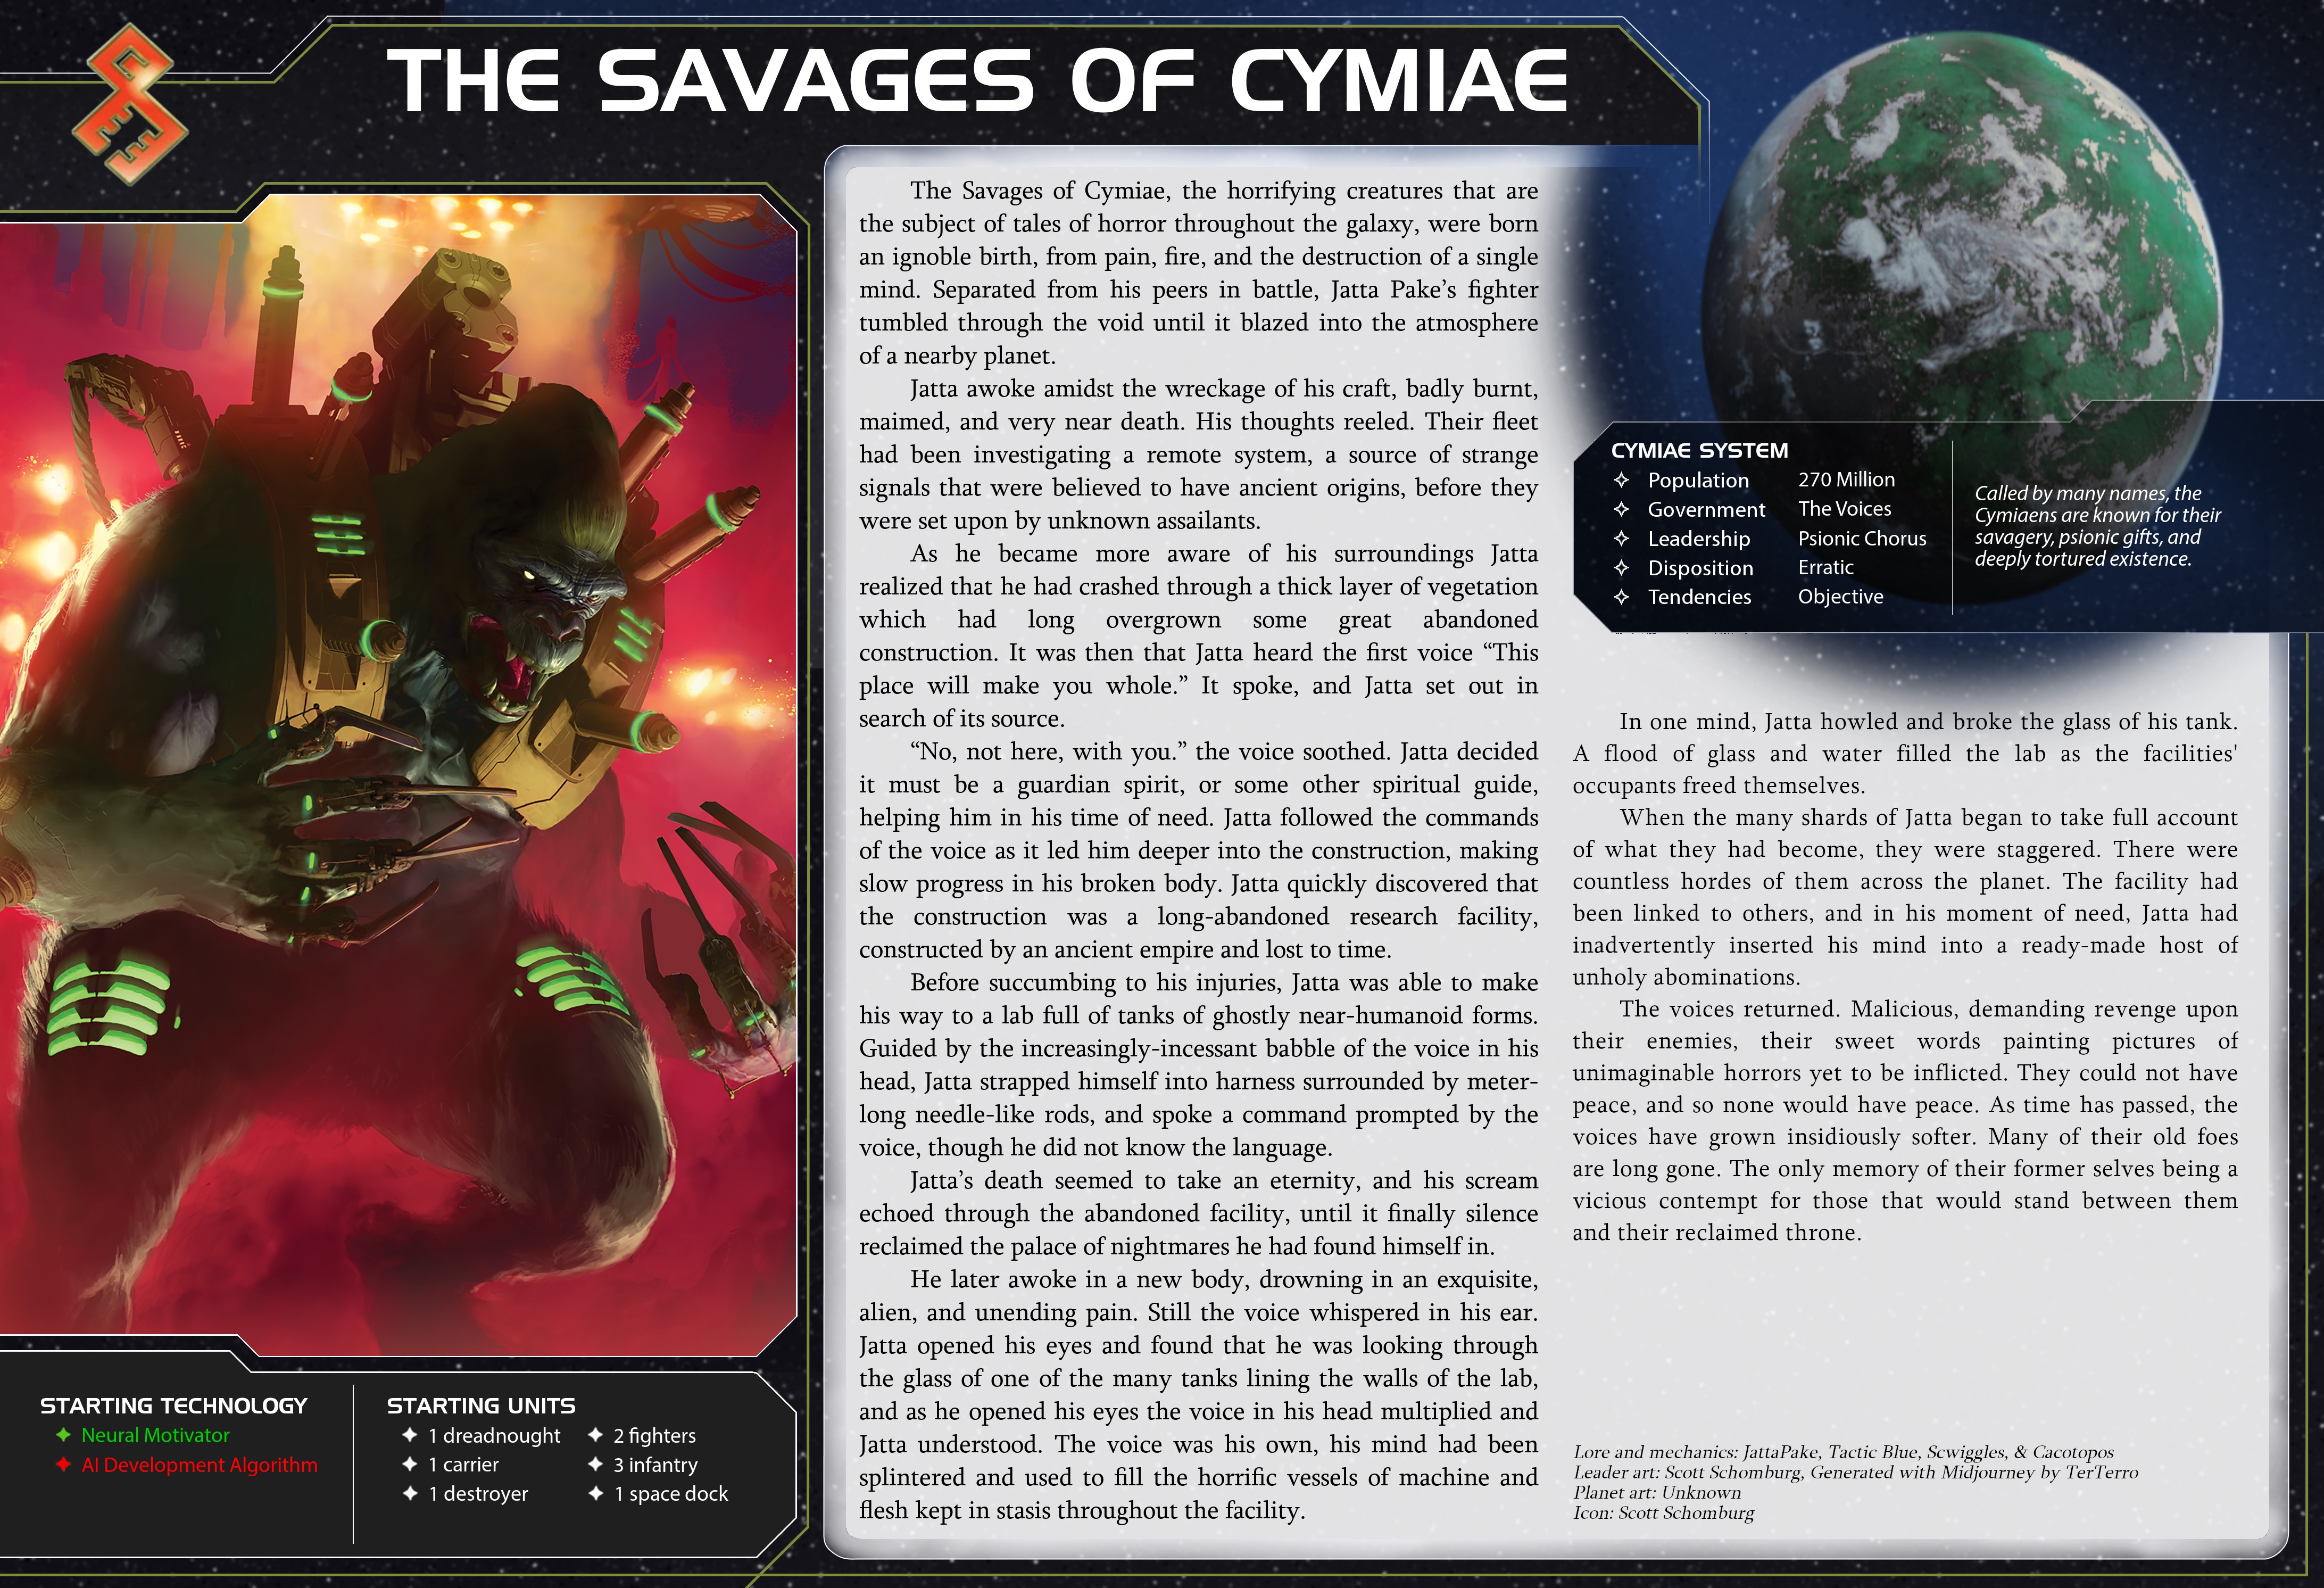 THE SAVAGES OF CYMIAE
The Savages of Cymiae, the horrifying creatures that are
the subject of tales of horror throughout the galaxy, were born
an ignoble birth, from pain, fire, and the destruction of a single
mind. Separated from his peers in battle, Jatta Pake’s fighter
tumbled through the void until it blazed into the atmosphere
of a nearby planet.
Jatta awoke amidst the wreckage of his craft, badly burnt,
maimed, and very near death. His thoughts reeled. Their fleet
had been investigating a remote system, a source of strange
signals that were believed to have ancient origins, before they
were set upon by unknown assailants.
As he became more aware of his surroundings Jatta
realized that he had crashed through a thick layer of vegetation
which had long overgrown some great abandoned
construction. It was then that Jatta heard the first voice “This
place will make you whole.” It spoke, and Jatta set out in
search of its source.
“No, not here, with you.” the voice soothed. Jatta decided
it must be a guardian spirit, or some other spiritual guide,
helping him in his time of need. Jatta followed the commands
of the voice as it led him deeper into the construction, making
slow progress in his broken body. Jatta quickly discovered that
the construction was a long-abandoned research facility,
constructed by an ancient empire and lost to time.
Before succumbing to his injuries, Jatta was able to make
his way to a lab full of tanks of ghostly near-humanoid forms.
Guided by the increasingly-incessant babble of the voice in his
head, Jatta strapped himself into harness surrounded by meter-
long needle-like rods, and spoke a command prompted by the
voice, though he did not know the language.
Jatta’s death seemed to take an eternity, and his scream
echoed through the abandoned facility, until it finally silence
reclaimed the palace of nightmares he had found himself in.
He later awoke in a new body, drowning in an exquisite,
alien, and unending pain. Still the voice whispered in his ear.
Jatta opened his eyes and found that he was looking through
the glass of one of the many tanks lining the walls of the lab,
and as he opened his eyes the voice in his head multiplied and
Jatta understood. The voice was his own, his mind had been
splintered and used to fill the horrific vessels of machine and
flesh kept in stasis throughout the facility.
CYMIAE SYSTEM
Population 270 Million
Government The Voices
Leadership Psionic Chorus
Disposition Erratic
Tendencies Objective
Called by many names, the
Cymiaens are known for their
savagery, psionic gifts, and
deeply tortured existence.
In one mind, Jatta howled and broke the glass of his tank.
A flood of glass and water filled the lab as the facilities'
occupants freed themselves.
When the many shards of Jatta began to take full account
of what they had become, they were staggered. There were
countless hordes of them across the planet. The facility had
been linked to others, and in his moment of need, Jatta had
inadvertently inserted his mind into a ready-made host of
unholy abominations.
The voices returned. Malicious, demanding revenge upon
their enemies, their sweet words painting pictures of
unimaginable horrors yet to be inflicted. They could not have
peace, and so none would have peace. As time has passed, the
voices have grown insidiously softer. Many of their old foes
are long gone. The only memory of their former selves being a
vicious contempt for those that would stand between them
and their reclaimed throne.
Lore and mechanics: JattaPake, Tactic Blue, Scwiggles, & Cacotopos
Leader art: Scott Schomburg, Generated with Midjourney by TerTerro
Planet art: Unknown
Icon: Scott Schomburg
STARTING TECHNOLOGY
Neural Motivator
AI Development Algorithm
STARTING UNITS
1 dreadnought 2 fighters
1 carrier 3 infantry
1 destroyer 1 space dock